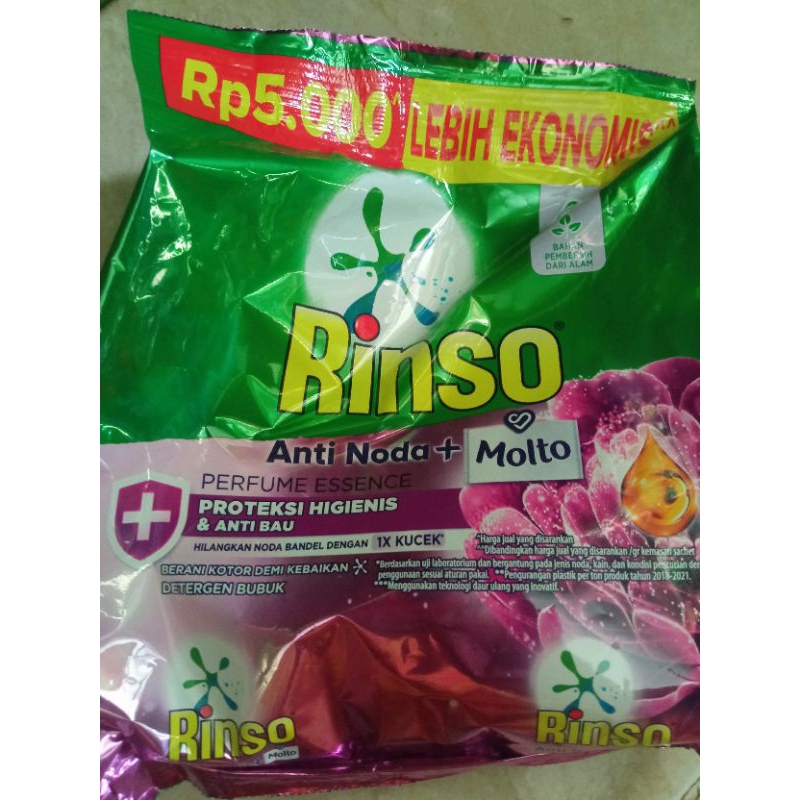 Rp5.000^
LEBIH EKONOMIS^^
BAHAN
PEMBERSIH
DARI ALAM
Rinso®
Anti Noda + Molto
PERFUME ESSENCE
PROTEKSI HIGIENIS
& ANTI BAU
HILANGKAN NODA BANDEL DENGAN 1X KUCEK*
BERANI KOTOR DEMI KEBAIKAN
DETERGEN BUBUK
^Harga jual yang disarankan
^^Dibandingkan harga jual yang disarankan /gr kemasan sachet
*Berdasarkan uji laboratorium dan bergantung pada jenis noda, kain, dan kondisi pencucian den
penggunaan sesuai aturan pakai. **Pengurangan plastik per ton produk tahun 2018-2021.
***Menggunakan teknologi daur ulang yang inovatif.
Rinso
Molto
Rinso